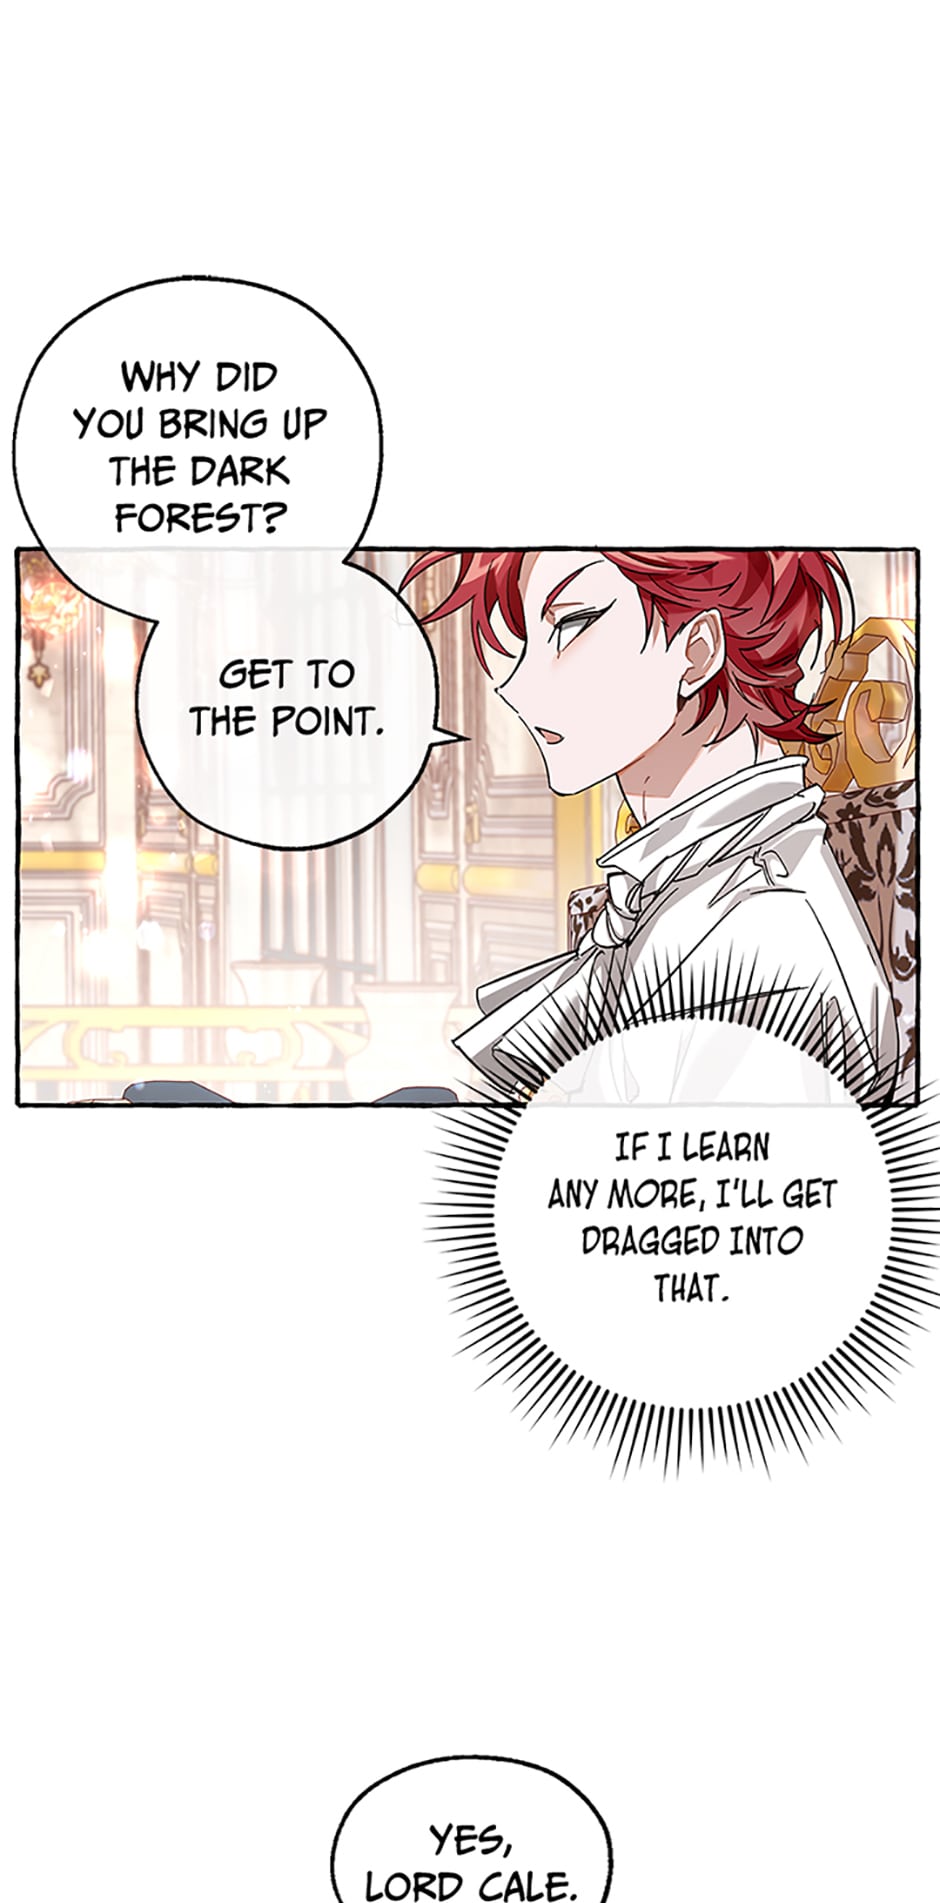 WHY DID
YOU BRING UP
THE DARK
FOREST?
GET TO
THE POINT.
IF I LEARN
ANY MORE, I'LL GET
DRAGGED INTO
THAT.
YES,
LORD CALE.